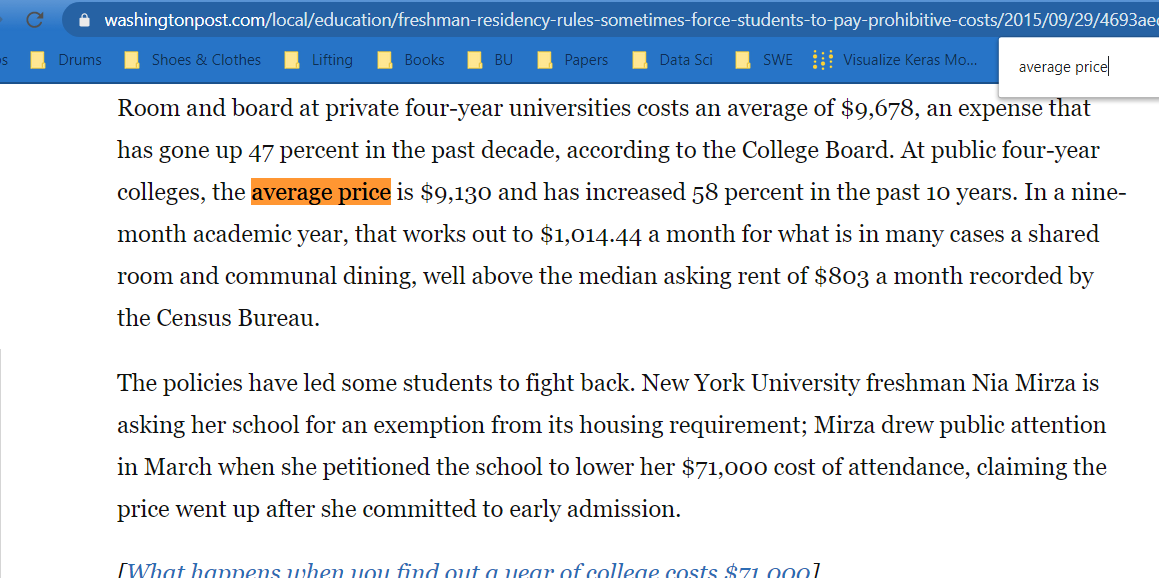 washingtonpost.com/local/education/freshman-residency-rules-sometimes-force-students-to-pay-prohibitive-costs/2015/09/29/4693ae
Drums Shoes & Clothes Lifting Books BU Papers Data Sci SWE Visualize Keras Mo...
average price
Room and board at private four-year universities costs an average of $9,678, an expense that
has gone up 47 percent in the past decade, according to the College Board. At public four-year
colleges, the average price is $9,130 and has increased 58 percent in the past 10 years. In a nine-
month academic year, that works out to $1,014.44 a month for what is in many cases a shared
room and communal dining, well above the median asking rent of $803 a month recorded by
the Census Bureau.
The policies have led some students to fight back. New York University freshman Nia Mirza is
asking her school for an exemption from its housing requirement; Mirza drew public attention
in March when she petitioned the school to lower her $71,000 cost of attendance, claiming the
price went up after she committed to early admission.
[What happens when you find out a year of college costs $71,000]